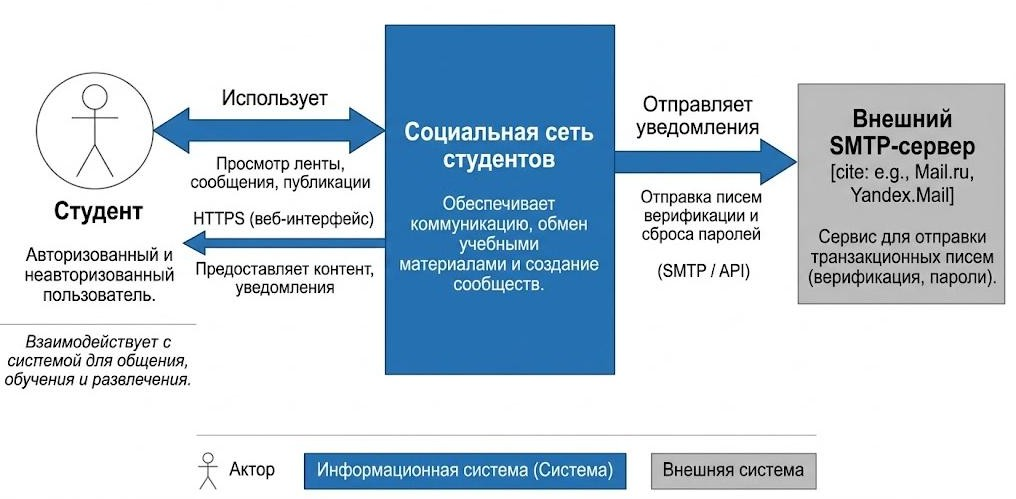 Использует
Просмотр ленты,
сообщения, публикации
HTTPS (веб-интерфейс)
Предоставляет контент,
уведомления
Студент
Авторизованный и
неавторизованный
пользователь.
Взаимодействует с
системой для общения,
обучения и развлечения.
Социальная сеть
студентов
Обеспечивает
коммуникацию, обмен
учебными
материалами и создание
сообществ.
Отправляет
уведомления
Отправка писем
верификации и
сброса паролей
(SMTP / API)
Внешний
SMTP-сервер
[cite: e.g., Mail.ru,
Yandex.Mail]
Сервис для отправки
транзакционных писем
(верификация, пароли).
Актор
Информационная система (Система)
Внешняя система